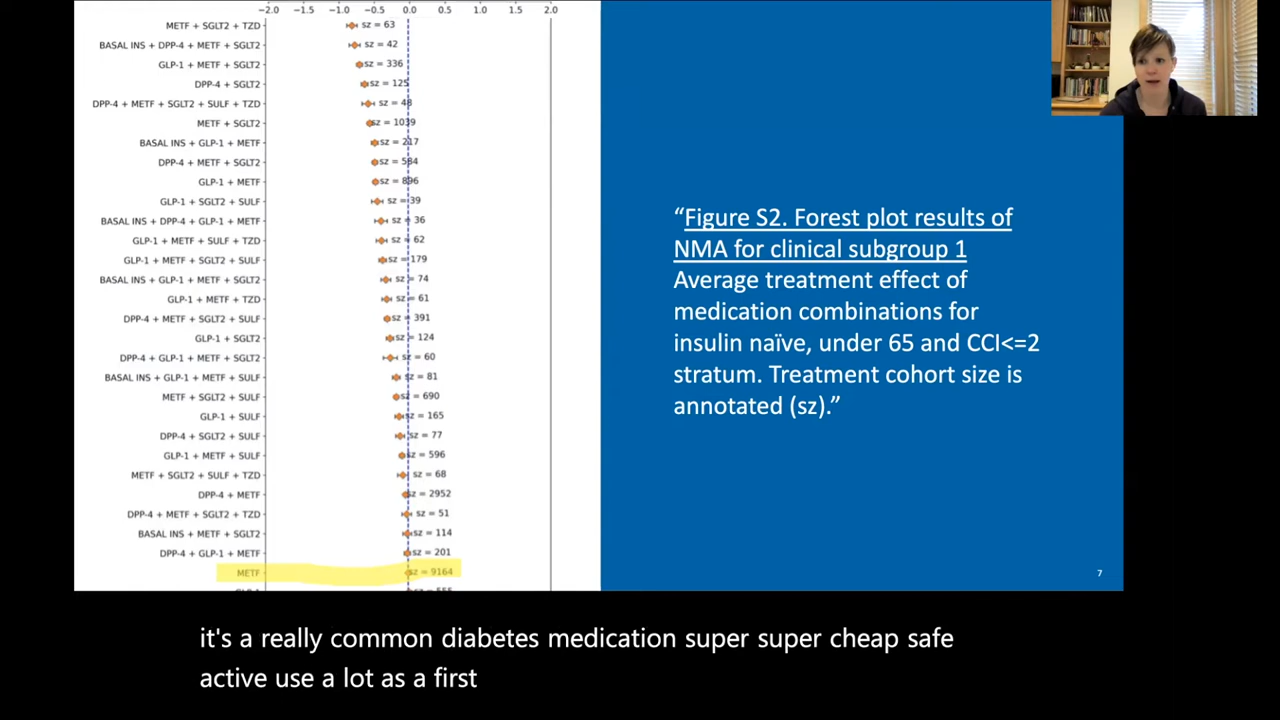 −2.0 −1.5 −1.0 −0.5 0.0 0.5 1.0 1.5 2.0
METF + SGLT2 + TZD sz = 63
BASAL INS + DPP-4 + METF + SGLT2 sz = 42
GLP-1 + METF + SGLT2 sz = 336
DPP-4 + SGLT2 sz = 125
DPP-4 + METF + SGLT2 + SULF + TZD sz = 48
METF + SGLT2 sz = 1039
BASAL INS + GLP-1 + METF sz = 217
DPP-4 + METF + SGLT2 sz = 584
GLP-1 + METF sz = 896
GLP-1 + SGLT2 + SULF sz = 39
BASAL INS + DPP-4 + GLP-1 + METF sz = 36
GLP-1 + METF + SULF + TZD sz = 62
GLP-1 + METF + SGLT2 + SULF sz = 179
BASAL INS + GLP-1 + METF + SGLT2 sz = 74
GLP-1 + METF + TZD sz = 61
DPP-4 + METF + SGLT2 + SULF sz = 391
GLP-1 + SGLT2 sz = 124
DPP-4 + GLP-1 + METF + SGLT2 sz = 60
BASAL INS + GLP-1 + METF + SULF sz = 81
METF + SGLT2 + SULF sz = 690
GLP-1 + SULF sz = 165
DPP-4 + SGLT2 + SULF sz = 77
GLP-1 + METF + SULF sz = 596
METF + SGLT2 + SULF + TZD sz = 68
DPP-4 + METF sz = 2952
DPP-4 + METF + SGLT2 + TZD sz = 51
BASAL INS + METF + SGLT2 sz = 114
DPP-4 + GLP-1 + METF sz = 201
METF sz = 9164
“Figure S2. Forest plot results of
NMA for clinical subgroup 1
Average treatment effect of
medication combinations for
insulin naïve, under 65 and CCI<=2
stratum. Treatment cohort size is
annotated (sz).”
7
it's a really common diabetes medication super super cheap safe
active use a lot as a first